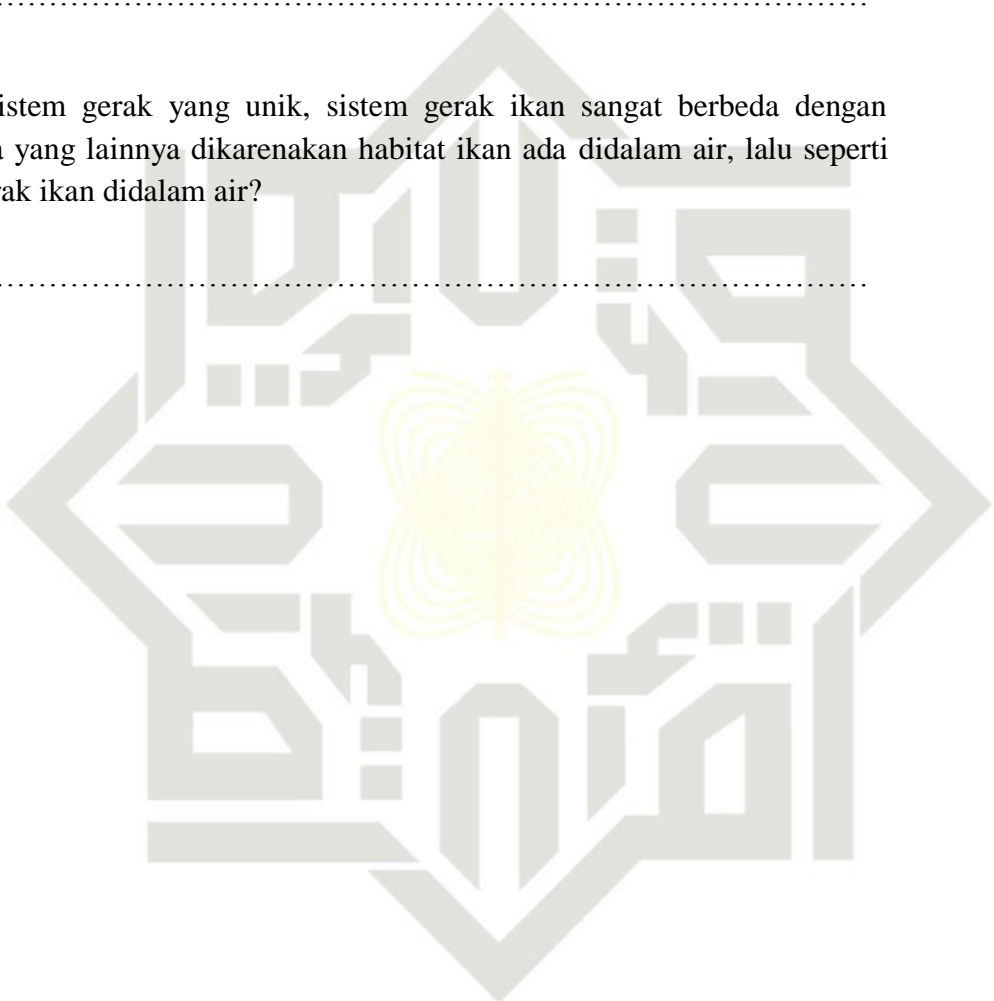 ……………………………………………………………………………
istem gerak yang unik, sistem gerak ikan sangat berbeda dengan
yang lainnya dikarenakan habitat ikan ada didalam air, lalu seperti
rak ikan didalam air?
……………………………………………………………………………